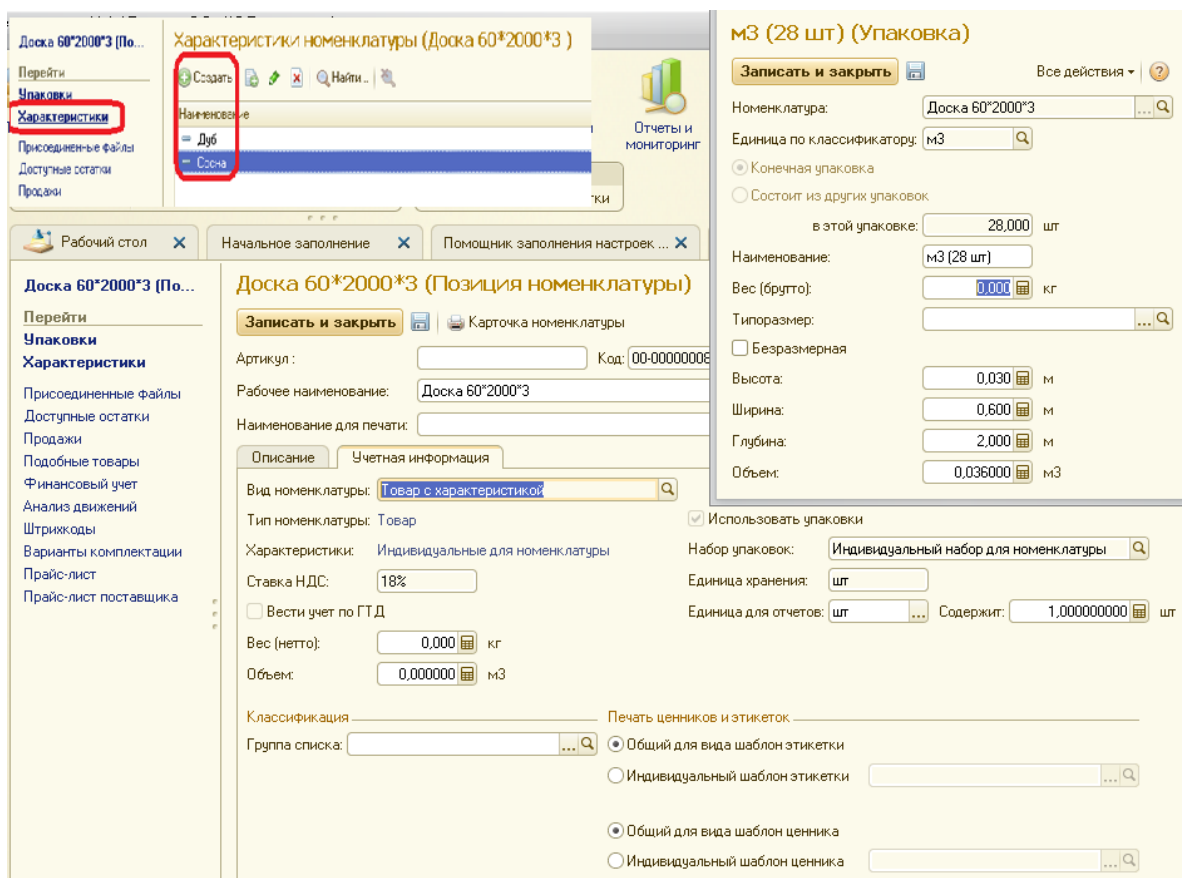 Доска 60*2000*3 (По...
Перейти
Упаковки
Характеристики
Присоединенные файлы
Доступные остатки
Продажи
Характеристики номенклатуры (Доска 60*2000*3 )
Создать
Найти...
Наименование
Дуб
Сосна
Отчеты и
мониторинг
тки
м3 (28 шт) (Упаковка)
Записать и закрыть
Все действия
Номенклатура: Доска 60*2000*3
Единица по классификатору: м3
Конечная упаковка
Состоит из других упаковок
в этой упаковке: 28,000 шт
Наименование: м3 (28 шт)
Вес (брутто): 0,000 кг
Типоразмер:
Безразмерная
Высота: 0,030 м
Ширина: 0,600 м
Глубина: 2,000 м
Объем: 0,036000 м3
Рабочий стол
Начальное заполнение
Помощник заполнения настроек ...
Доска 60*2000*3 (По...
Перейти
Упаковки
Характеристики
Присоединенные файлы
Доступные остатки
Продажи
Подобные товары
Финансовый учет
Анализ движений
Штрихкоды
Варианты комплектации
Прайс-лист
Прайс-лист поставщика
Доска 60*2000*3 (Позиция номенклатуры)
Записать и закрыть
Карточка номенклатуры
Артикул : Код: 00-00000008
Рабочее наименование: Доска 60*2000*3
Наименование для печати:
Описание
Учетная информация
Вид номенклатуры: Товар с характеристикой
Тип номенклатуры: Товар
Использовать упаковки
Характеристики: Индивидуальные для номенклатуры
Набор упаковок: Индивидуальный набор для номенклатуры
Ставка НДС: 18%
Единица хранения: шт
Вести учет по ГТД
Единица для отчетов: шт ... Содержит: 1,000000000 шт
Вес (нетто): 0,000 кг
Объем: 0,000000 м3
Классификация
Печать ценников и этикеток
Группа списка:
Общий для вида шаблон этикетки
Индивидуальный шаблон этикетки
Общий для вида шаблон ценника
Индивидуальный шаблон ценника